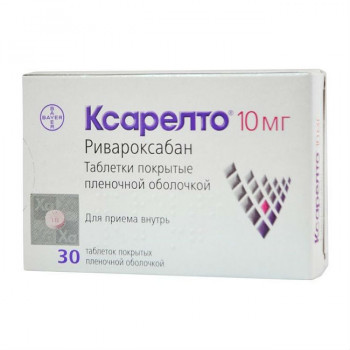 BAYER
Ксарелто® 10 мг
Ривароксабан
Таблетки покрытые
пленочной оболочкой
Для приема внутрь
30 таблеток покрытых
пленочной оболочкой
Ксарелто® 10 мг